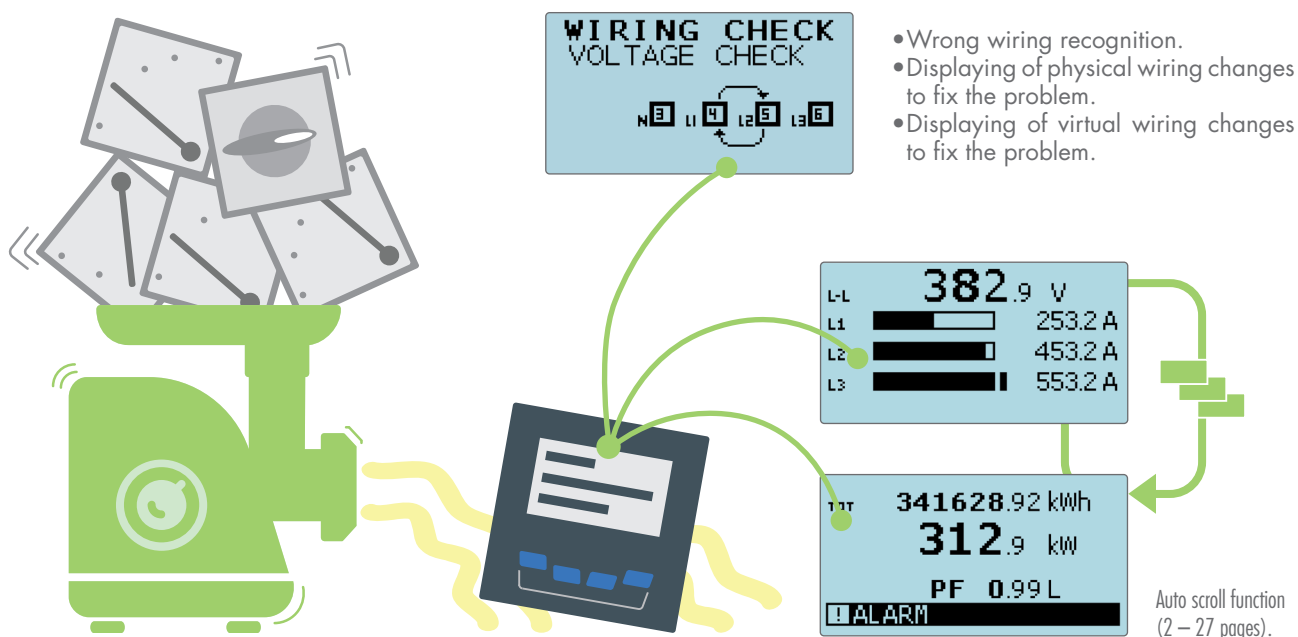 WIRING CHECK
VOLTAGE CHECK
N 3 L1 4 L2 5 L3 6
•Wrong wiring recognition.
•Displaying of physical wiring changes
to fix the problem.
•Displaying of virtual wiring changes
to fix the problem.
L-L 382.9 V
L1 253.2 A
L2 453.2 A
L3 553.2 A
TOT 341628.92 kWh
312.9 kW
PF 0.99 L
! ALARM
Auto scroll function
(2 – 27 pages).